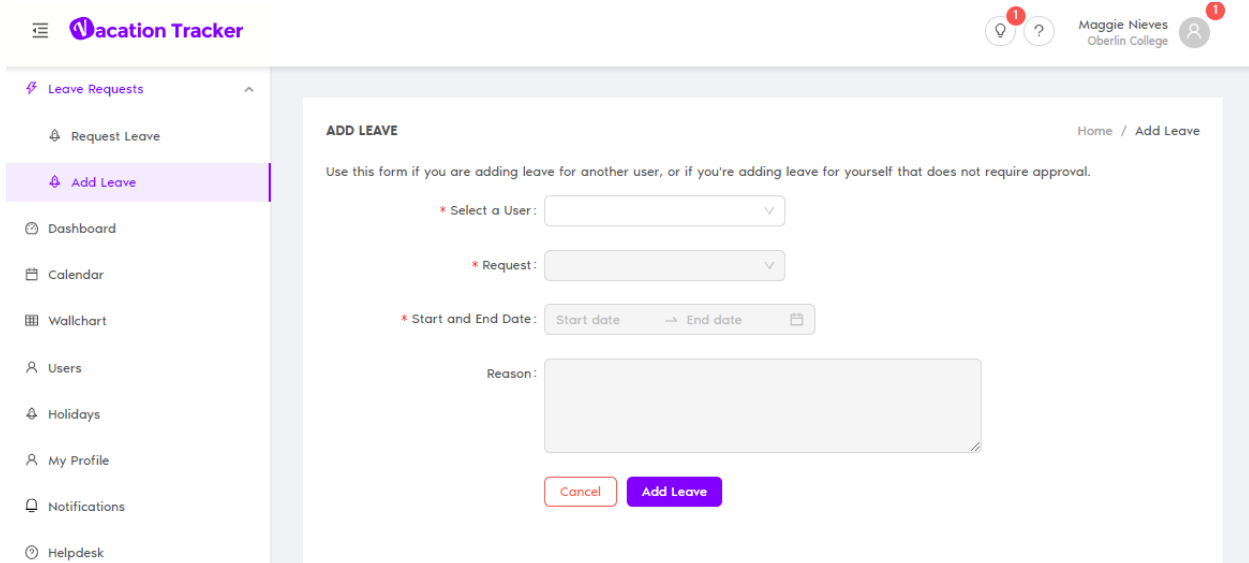 Vacation Tracker
1
?
Maggie Nieves
Oberlin College
1
Leave Requests
Request Leave
Add Leave
Dashboard
Calendar
Wallchart
Users
Holidays
My Profile
Notifications
Helpdesk
ADD LEAVE
Home / Add Leave
Use this form if you are adding leave for another user, or if you're adding leave for yourself that does not require approval.
* Select a User:
* Request:
* Start and End Date: Start date → End date
Reason:
Cancel Add Leave